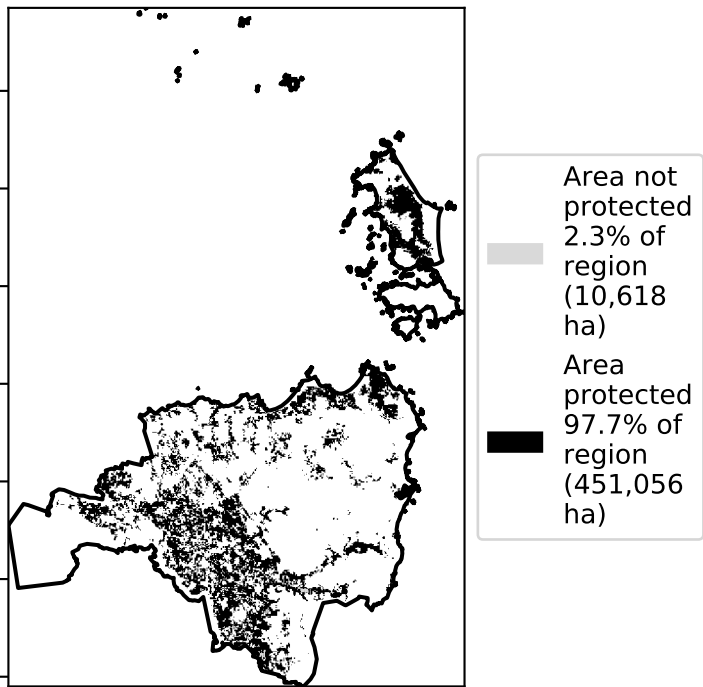 Area not
protected
2.3% of
region
(10,618
ha)
Area
protected
97.7% of
region
(451,056
ha)